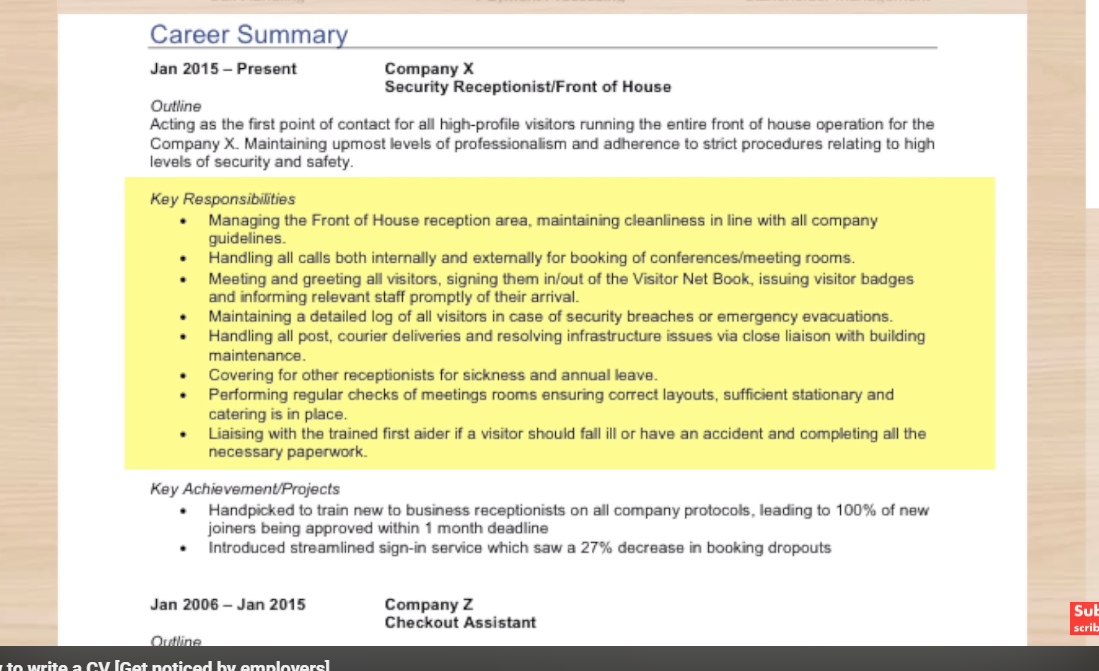 Career Summary
Jan 2015 – Present Company X
Security Receptionist/Front of House
Outline
Acting as the first point of contact for all high-profile visitors running the entire front of house operation for the
Company X. Maintaining upmost levels of professionalism and adherence to strict procedures relating to high
levels of security and safety.
Key Responsibilities
• Managing the Front of House reception area, maintaining cleanliness in line with all company
guidelines.
• Handling all calls both internally and externally for booking of conferences/meeting rooms.
• Meeting and greeting all visitors, signing them in/out of the Visitor Net Book, issuing visitor badges
and informing relevant staff promptly of their arrival.
• Maintaining a detailed log of all visitors in case of security breaches or emergency evacuations.
• Handling all post, courier deliveries and resolving infrastructure issues via close liaison with building
maintenance.
• Covering for other receptionists for sickness and annual leave.
• Performing regular checks of meetings rooms ensuring correct layouts, sufficient stationary and
catering is in place.
• Liaising with the trained first aider if a visitor should fall ill or have an accident and completing all the
necessary paperwork.
Key Achievement/Projects
• Handpicked to train new to business receptionists on all company protocols, leading to 100% of new
joiners being approved within 1 month deadline
• Introduced streamlined sign-in service which saw a 27% decrease in booking dropouts
Jan 2006 – Jan 2015 Company Z
Checkout Assistant
Outline
Sub
scrib
to write a CV [Get noticed by employers]